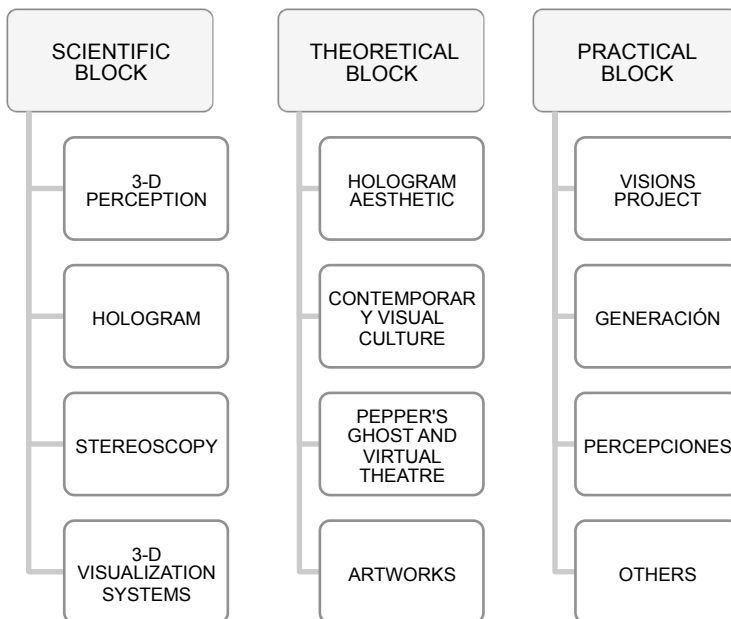 SCIENTIFIC
BLOCK
3-D
PERCEPTION
HOLOGRAM
STEREOSCOPY
3-D
VISUALIZATION
SYSTEMS
THEORETICAL
BLOCK
HOLOGRAM
AESTHETIC
CONTEMPORAR
Y VISUAL
CULTURE
PEPPER'S
GHOST AND
VIRTUAL
THEATRE
ARTWORKS
PRACTICAL
BLOCK
VISIONS
PROJECT
GENERACIÓN
PERCEPCIONES
OTHERS